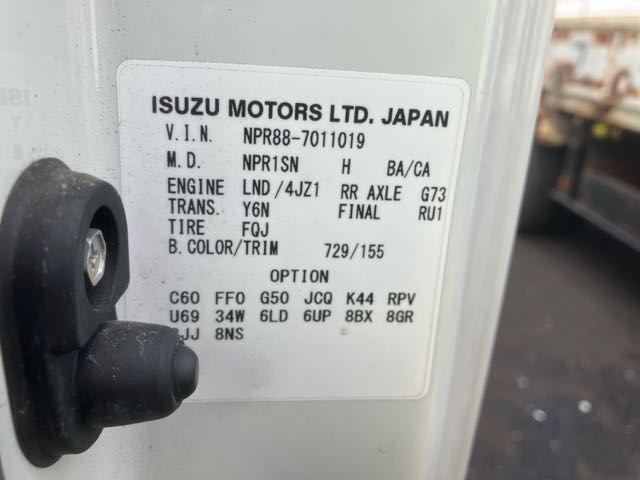 ISUZU MOTORS LTD. JAPAN
V.I.N. NPR88-7011019
M.D. NPR1SN H BA/CA
ENGINE LND/4JZ1 RR AXLE G73
TRANS. Y6N FINAL RU1
TIRE FQJ
B.COLOR/TRIM 729/155
OPTION
C60 FF0 G50 JCQ K44 RPV
U69 34W 6LD 6UP 8BX 8GR
8NS